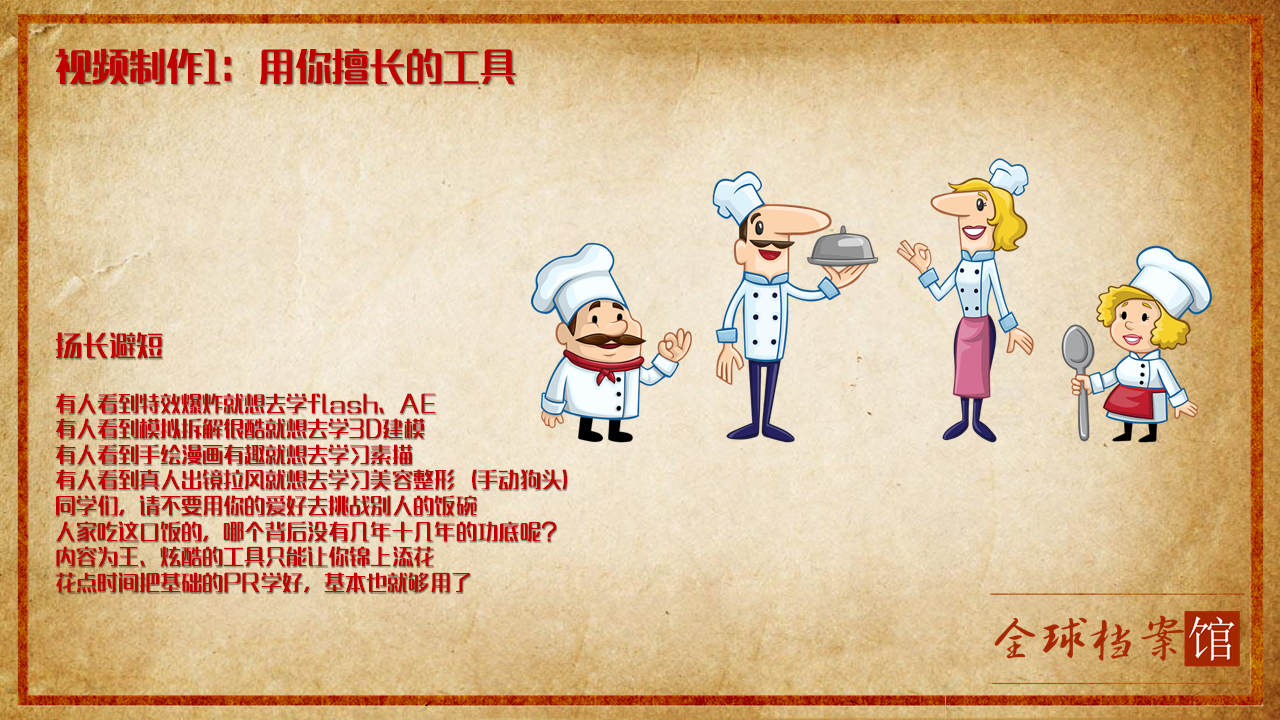 视频制作1：用你擅长的工具
扬长避短
有人看到特效爆炸就想去学flash、AE
有人看到模拟拆解很酷就想去学3D建模
有人看到手绘漫画有趣就想去学习素描
有人看到真人出镜拉风就想去学习美容整形（手动狗头）
同学们，请不要用你的爱好去挑战别人的饭碗
人家吃这口饭的，哪个背后没有几年十几年的功底呢？
内容为王、炫酷的工具只能让你锦上添花
花点时间把基础的PR学好，基本也就够用了
全球档案馆